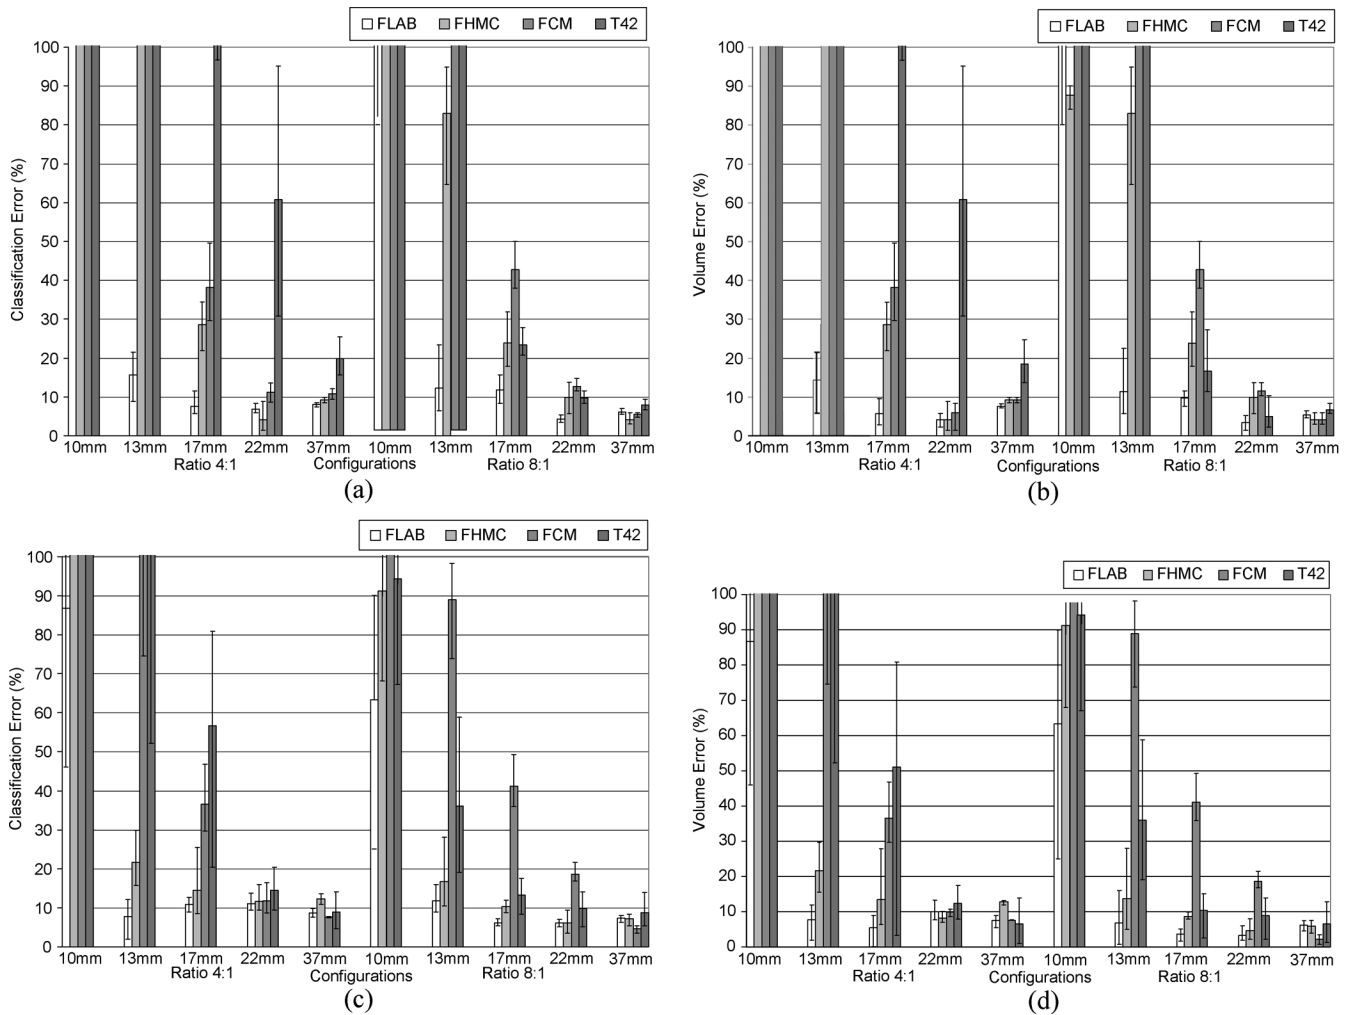 FLAB FHMC FCM T42
Classification Error (%)
100
90
80
70
60
50
40
30
20
10
0
10mm 13mm 17mm 22mm 37mm 10mm 13mm 17mm 22mm 37mm
Ratio 4:1 Configurations Ratio 8:1
(a)
FLAB FHMC FCM T42
Volume Error (%)
100
90
80
70
60
50
40
30
20
10
0
10mm 13mm 17mm 22mm 37mm 10mm 13mm 17mm 22mm 37mm
Ratio 4:1 Configurations Ratio 8:1
(b)
FLAB FHMC FCM T42
Classification Error (%)
100
90
80
70
60
50
40
30
20
10
0
10mm 13mm 17mm 22mm 37mm 10mm 13mm 17mm 22mm 37mm
Ratio 4:1 Configurations Ratio 8:1
(c)
FLAB FHMC FCM T42
Volume Error (%)
100
90
80
70
60
50
40
30
20
10
0
10mm 13mm 17mm 22mm 37mm 10mm 13mm 17mm 22mm 37mm
Ratio 4:1 Configurations Ratio 8:1
(d)